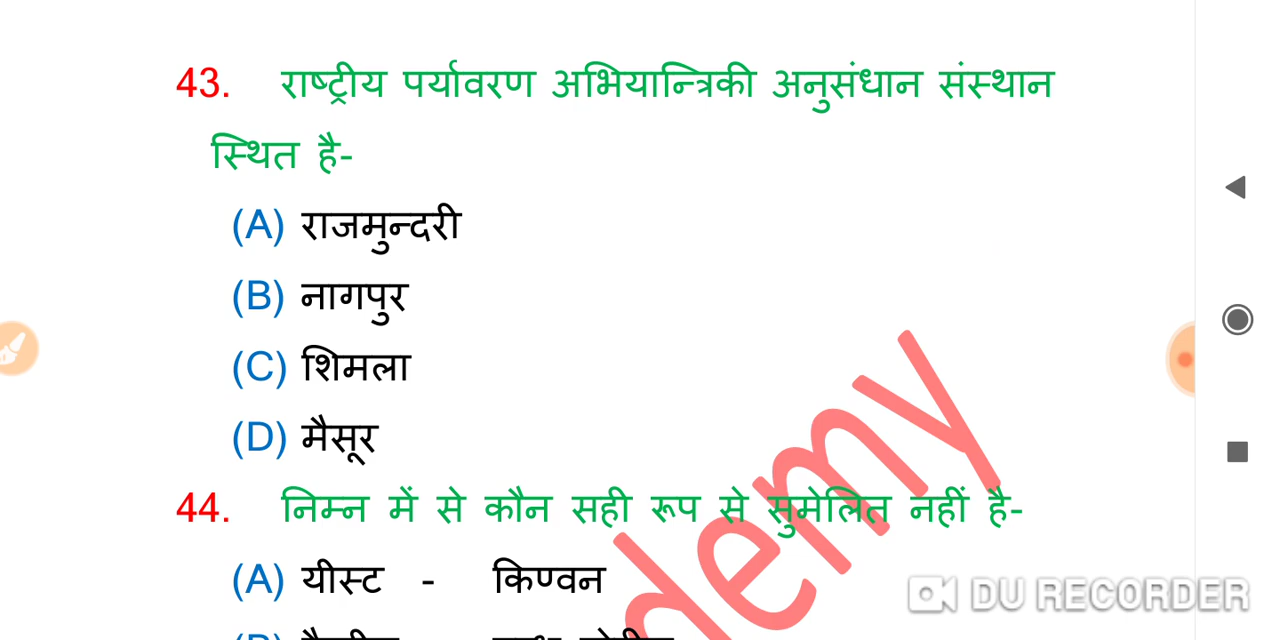 43. राष्ट्रीय पर्यावरण अभियान्त्रिकी अनुसंधान संस्थान
स्थित है-
(A) राजमुन्दरी
(B) नागपुर
(C) शिमला
(D) मैसूर
44. निम्न में से कौन सही रूप से सुमेलित नहीं है-
(A) यीस्ट - किण्वन
demy
DU RECORDER